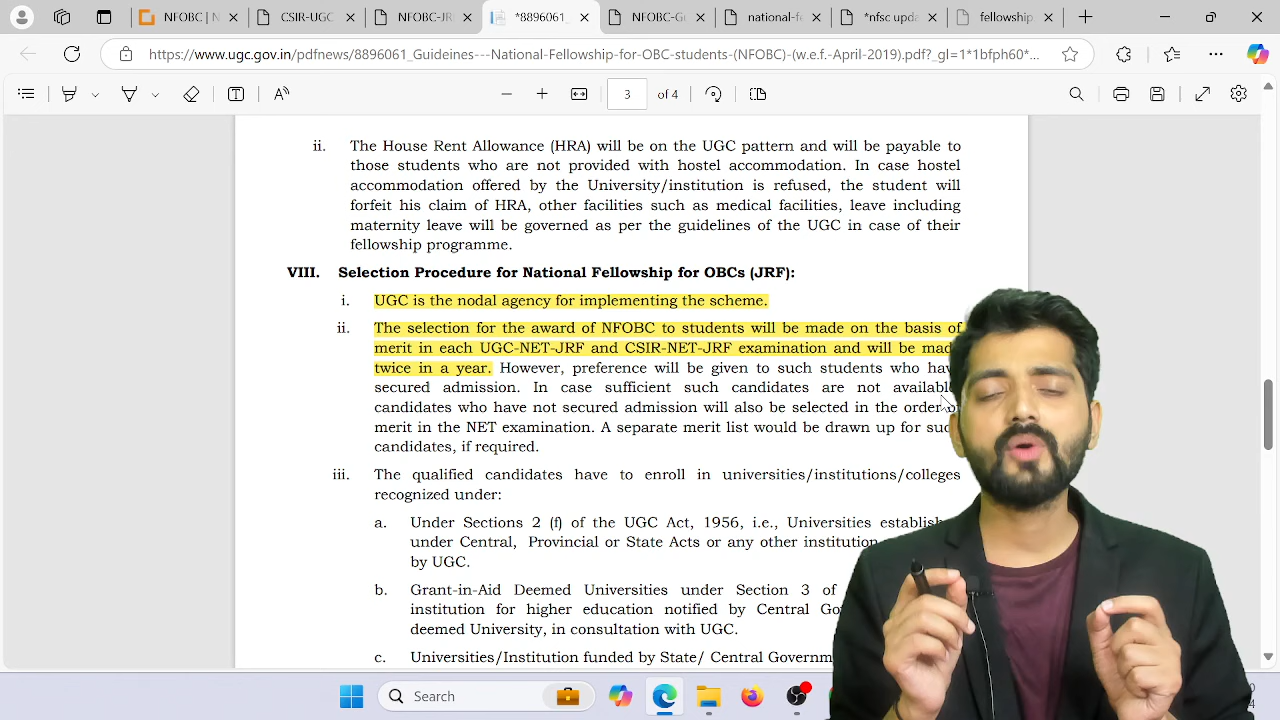 NFOBC | N
CSIR-UGC
NFOBC-JR
*8896061_
NFOBC-G
national-f
*nfsc upda
fellowship
https://www.ugc.gov.in/pdfnews/8896061_Guideines---National-Fellowship-for-OBC-students-(NFOBC)-(w.e.f.-April-2019).pdf?_gl=1*1bfph60*...
3 of 4
ii. The House Rent Allowance (HRA) will be on the UGC pattern and will be payable to
those students who are not provided with hostel accommodation. In case hostel
accommodation offered by the University/institution is refused, the student will
forfeit his claim of HRA, other facilities such as medical facilities, leave including
maternity leave will be governed as per the guidelines of the UGC in case of their
fellowship programme.
VIII. Selection Procedure for National Fellowship for OBCs (JRF):
i. UGC is the nodal agency for implementing the scheme.
ii. The selection for the award of NFOBC to students will be made on the basis of
merit in each UGC-NET-JRF and CSIR-NET-JRF examination and will be mad
twice in a year. However, preference will be given to such students who hav
secured admission. In case sufficient such candidates are not availabl
candidates who have not secured admission will also be selected in the order o
merit in the NET examination. A separate merit list would be drawn up for suc
candidates, if required.
iii. The qualified candidates have to enroll in universities/institutions/colleges
recognized under:
a. Under Sections 2 (f) of the UGC Act, 1956, i.e., Universities establish
under Central, Provincial or State Acts or any other institution
by UGC.
b. Grant-in-Aid Deemed Universities under Section 3 of
institution for higher education notified by Central Go
deemed University, in consultation with UGC.
c. Universities/Institution funded by State/ Central Governm
Search